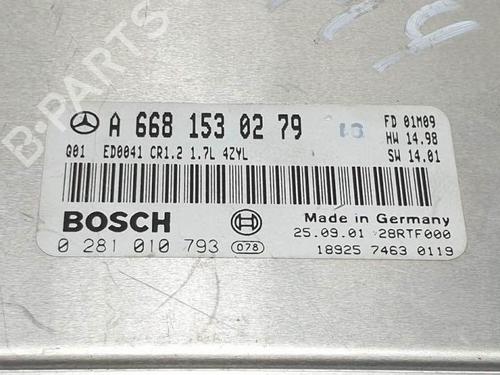 B-PARTS
A 668 153 02 79
FD 01M09
HW 14.98
SW 14.01
Q01 ED0041 CR1.2 1.7L 4ZYL
BOSCH
0 281 010 793 078
Made in Germany
25.09.01 28RTF000
18925 7463 0119